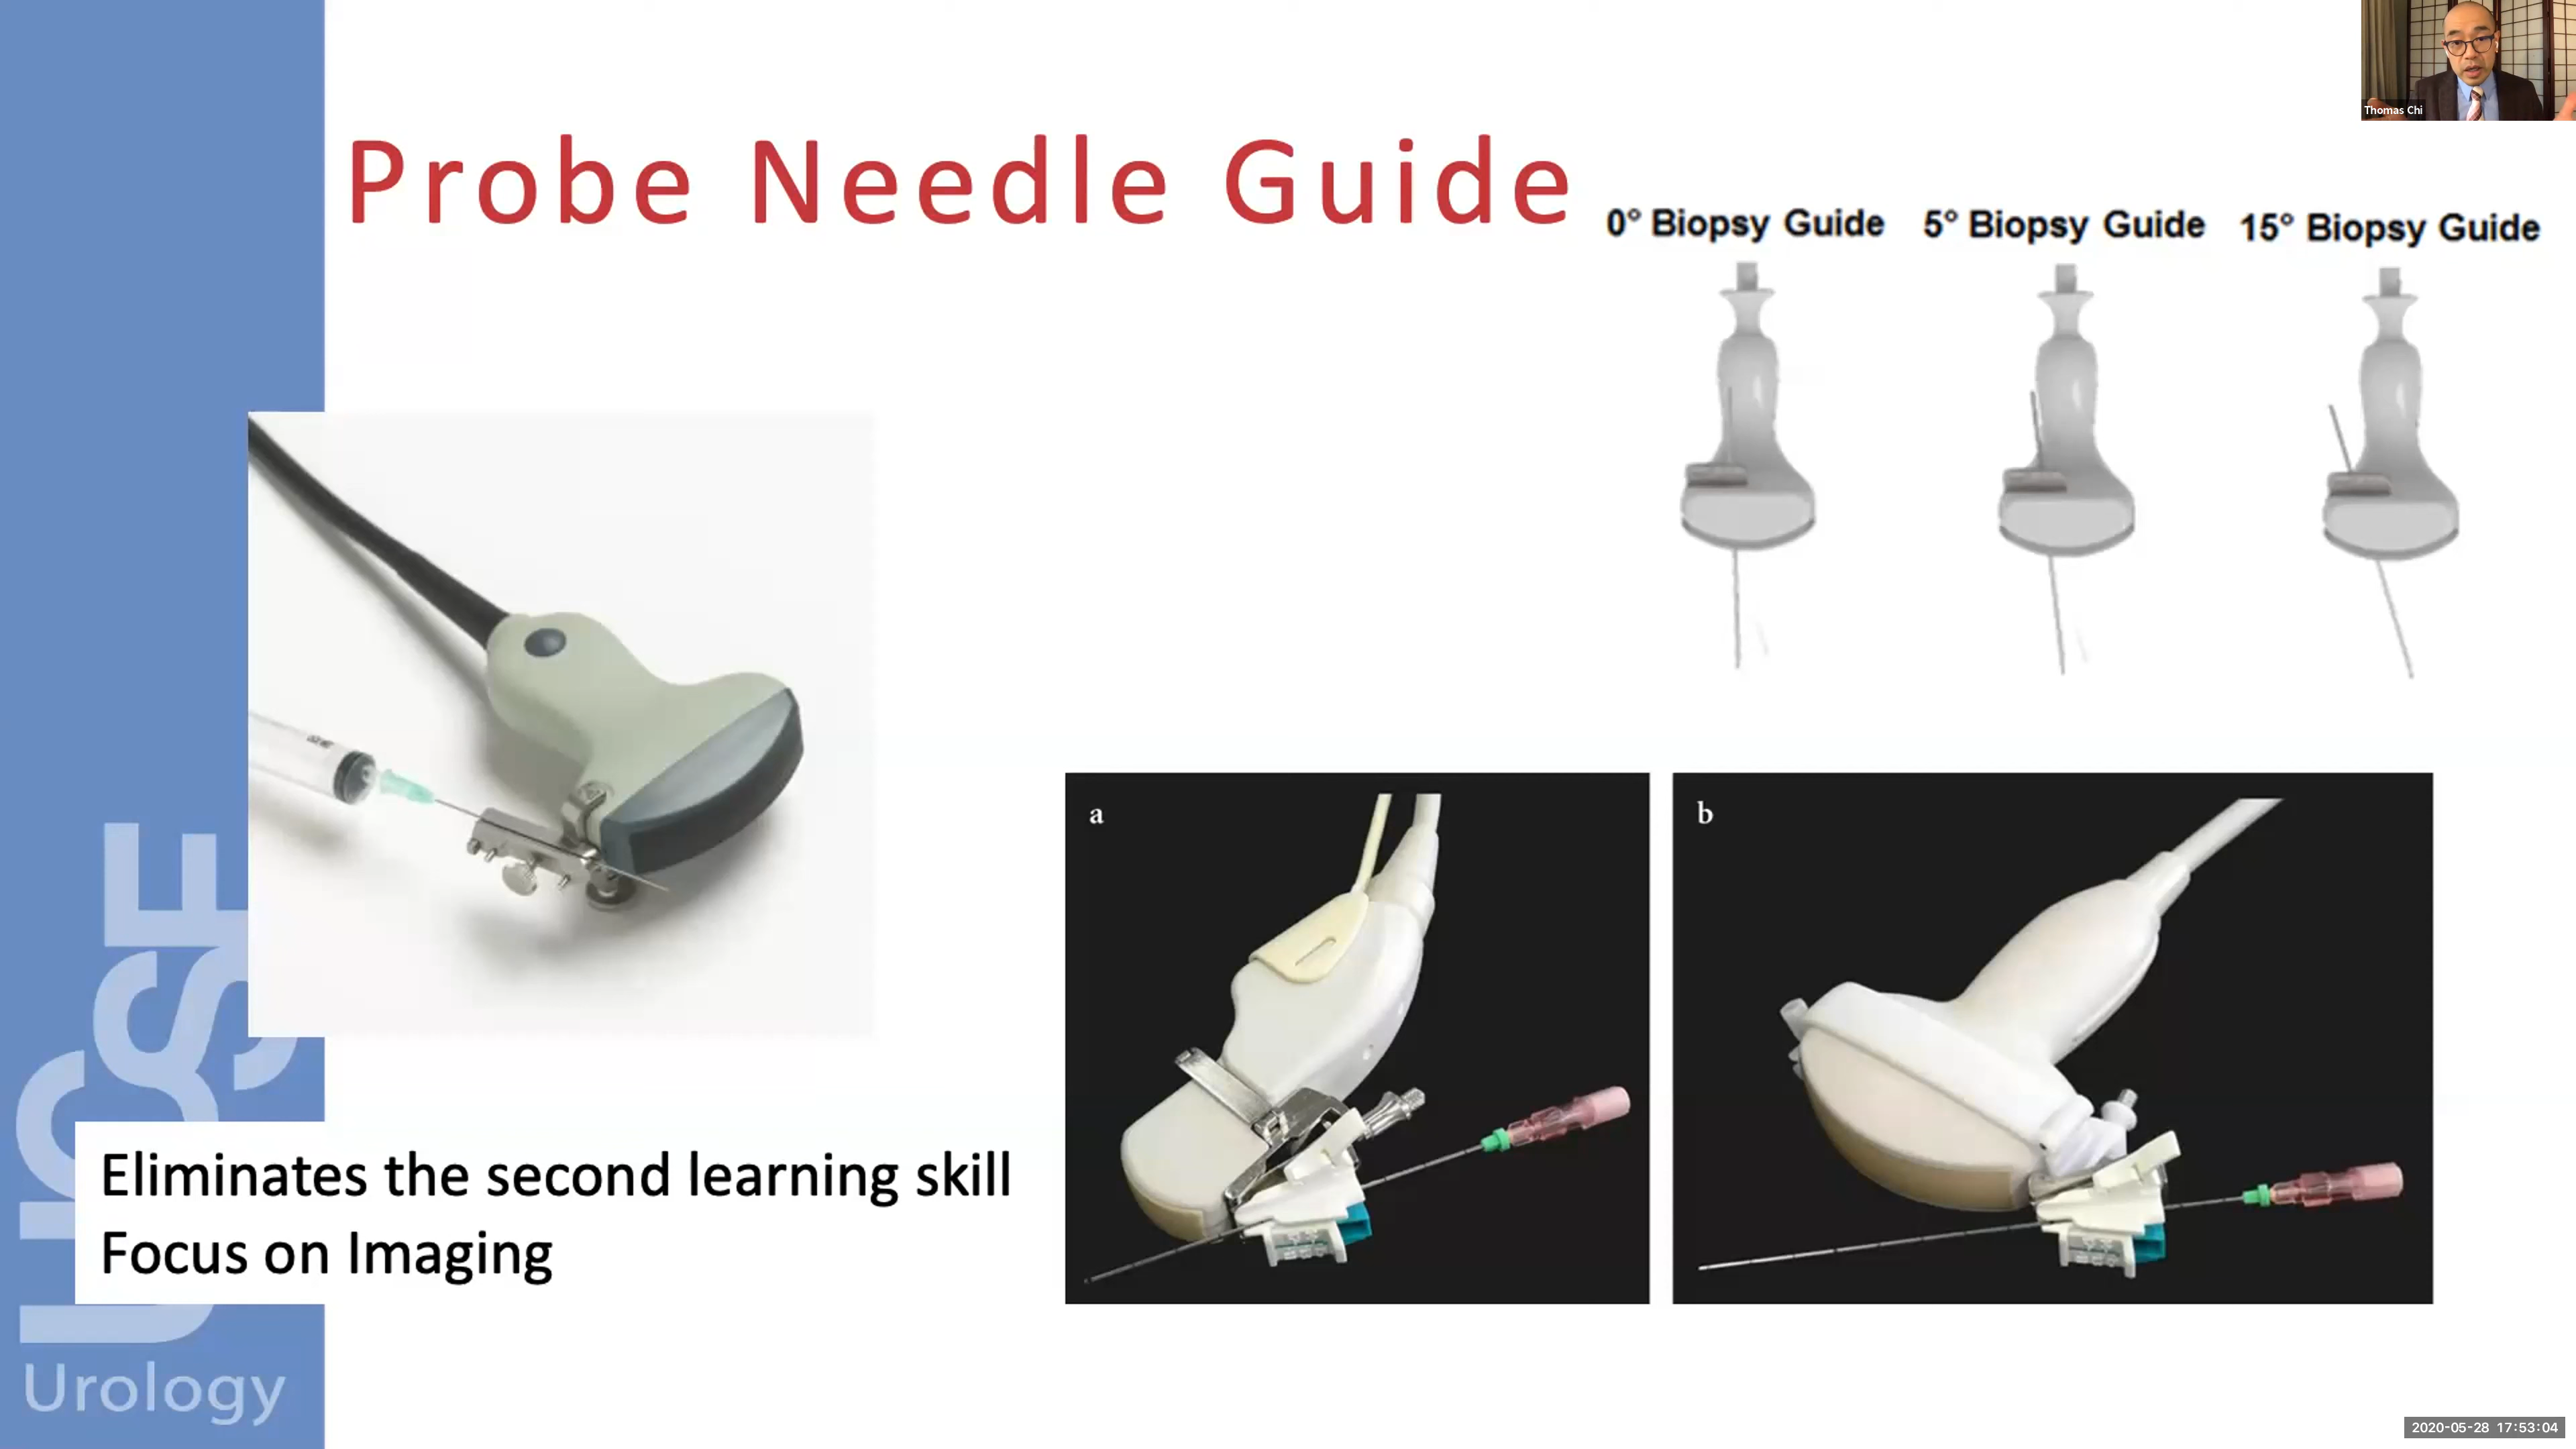 Thomas Chi
Probe Needle Guide
0° Biopsy Guide
5° Biopsy Guide
15° Biopsy Guide
a
b
Eliminates the second learning skill
Focus on Imaging
UCSF
Urology
2020-05-28 17:53:04